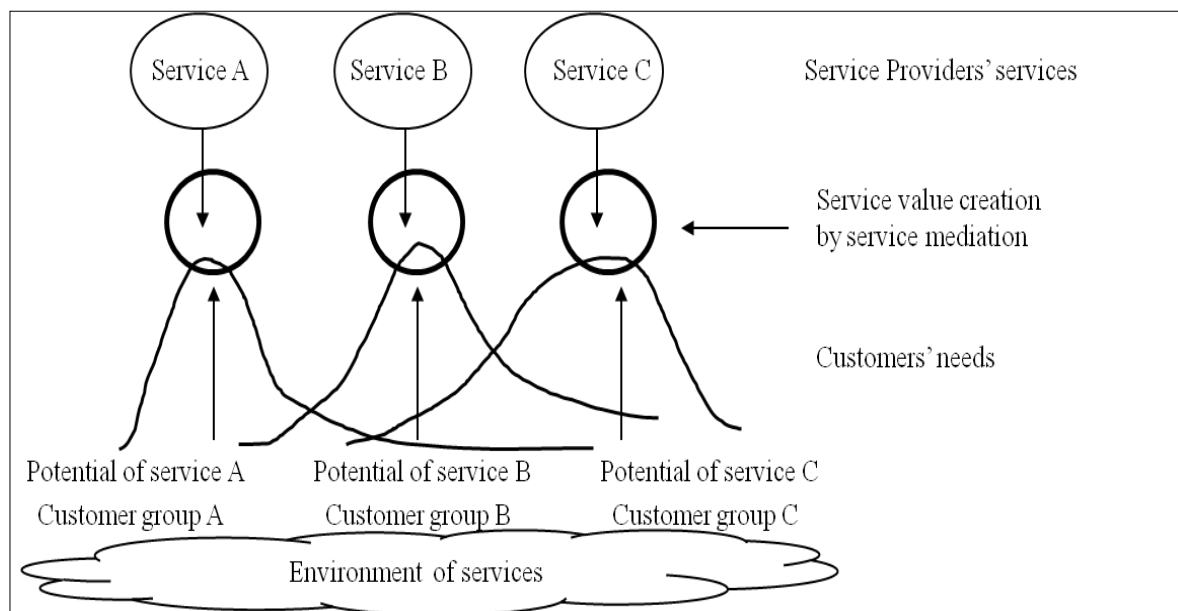 Service A
Service B
Service C
Service Providers’ services
Service value creation
by service mediation
Customers’ needs
Potential of service A
Potential of service B
Potential of service C
Customer group A
Customer group B
Customer group C
Environment of services